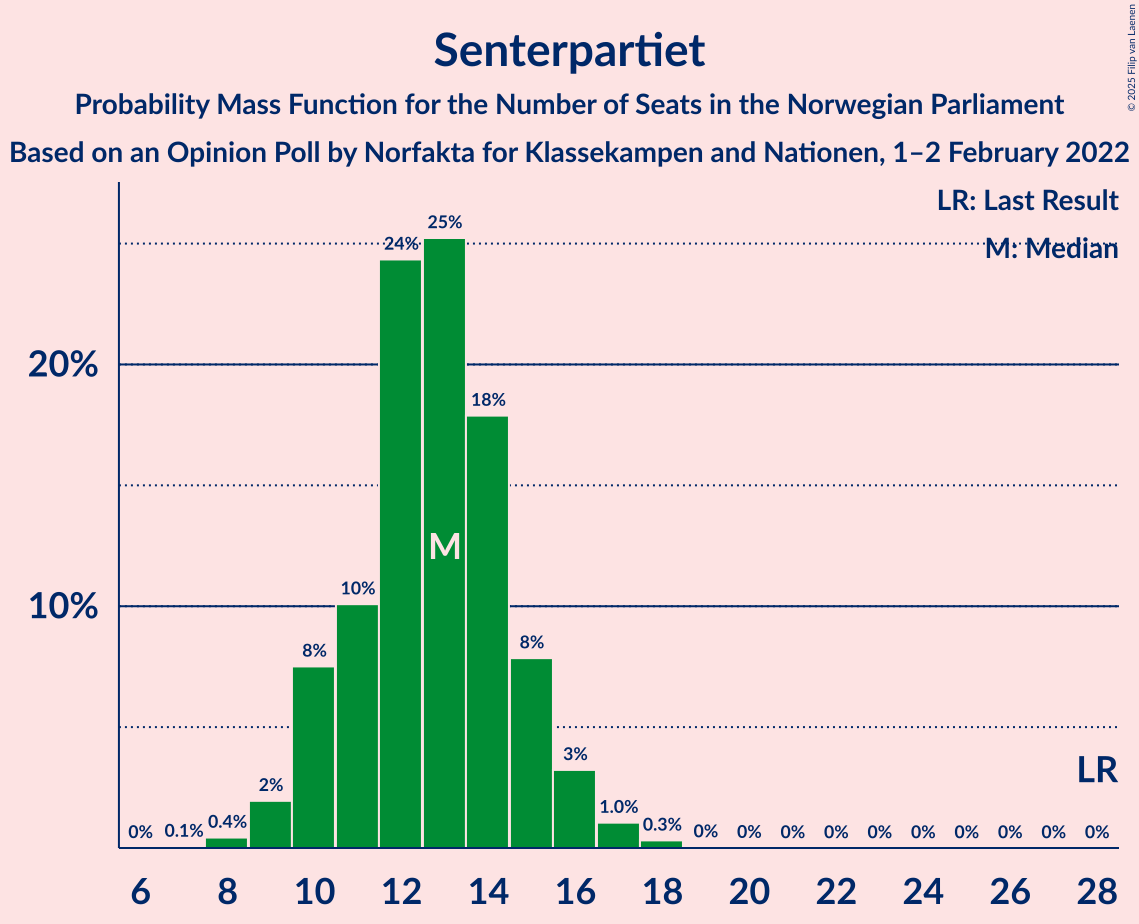 Senterpartiet
Probability Mass Function for the Number of Seats in the Norwegian Parliament
Based on an Opinion Poll by Norfakta for Klassekampen and Nationen, 1–2 February 2022
© 2025 Filip van Laenen
LR: Last Result
M: Median
20%
10%
0%
0.1%
0.4%
2%
8%
10%
24%
25%
18%
8%
3%
1.0%
0.3%
0%
0%
0%
0%
0%
0%
0%
0%
0%
0%
M
LR
6 8 10 12 14 16 18 20 22 24 26 28